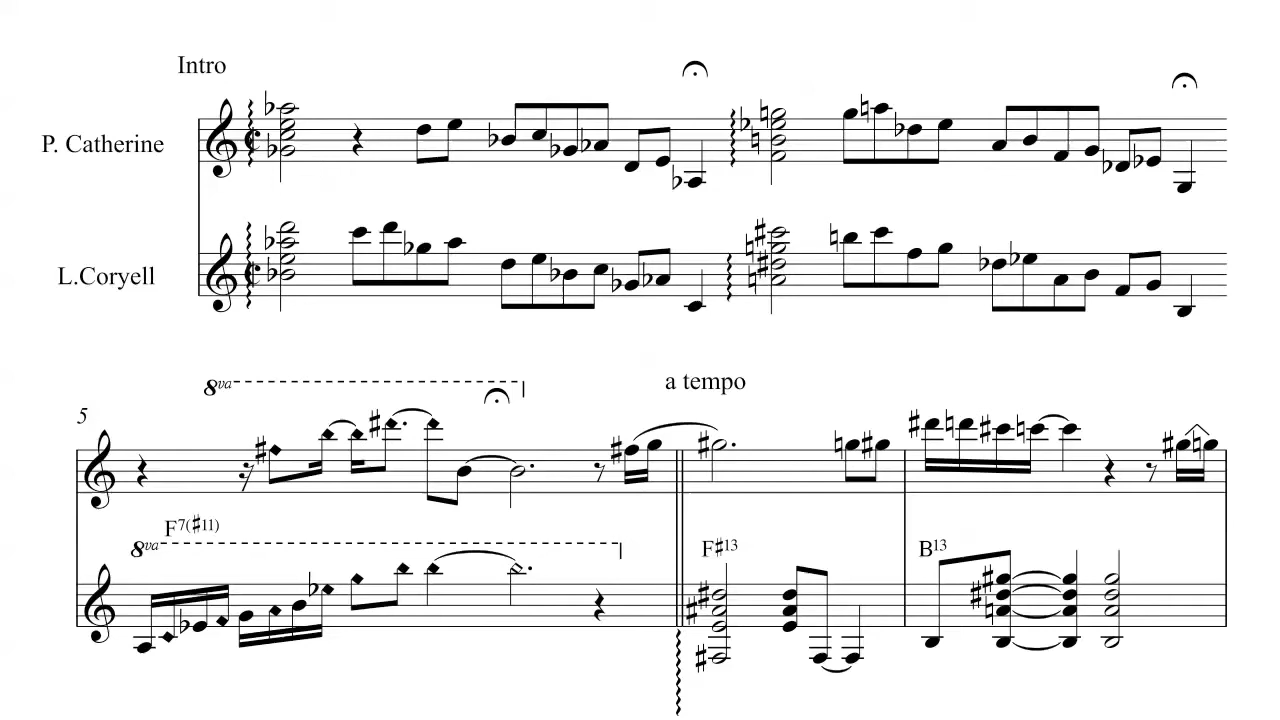 Intro
P. Catherine
L.Coryell
8va
a tempo
5
F7(#11)
8va
F#13
B13